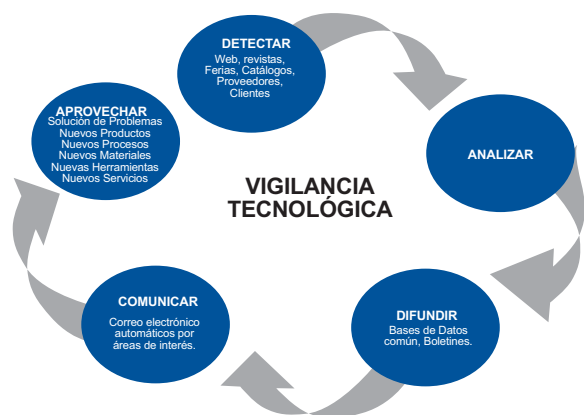 DETECTAR
Web, revistas,
Ferias, Catálogos,
Proveedores,
Clientes
ANALIZAR
DIFUNDIR
Bases de Datos
común, Boletines.
COMUNICAR
Correo electrónico
automáticos por
áreas de interés.
APROVECHAR
Solución de Problemas
Nuevos Productos
Nuevos Procesos
Nuevos Materiales
Nuevas Herramientas
Nuevos Servicios
VIGILANCIA
TECNOLÓGICA